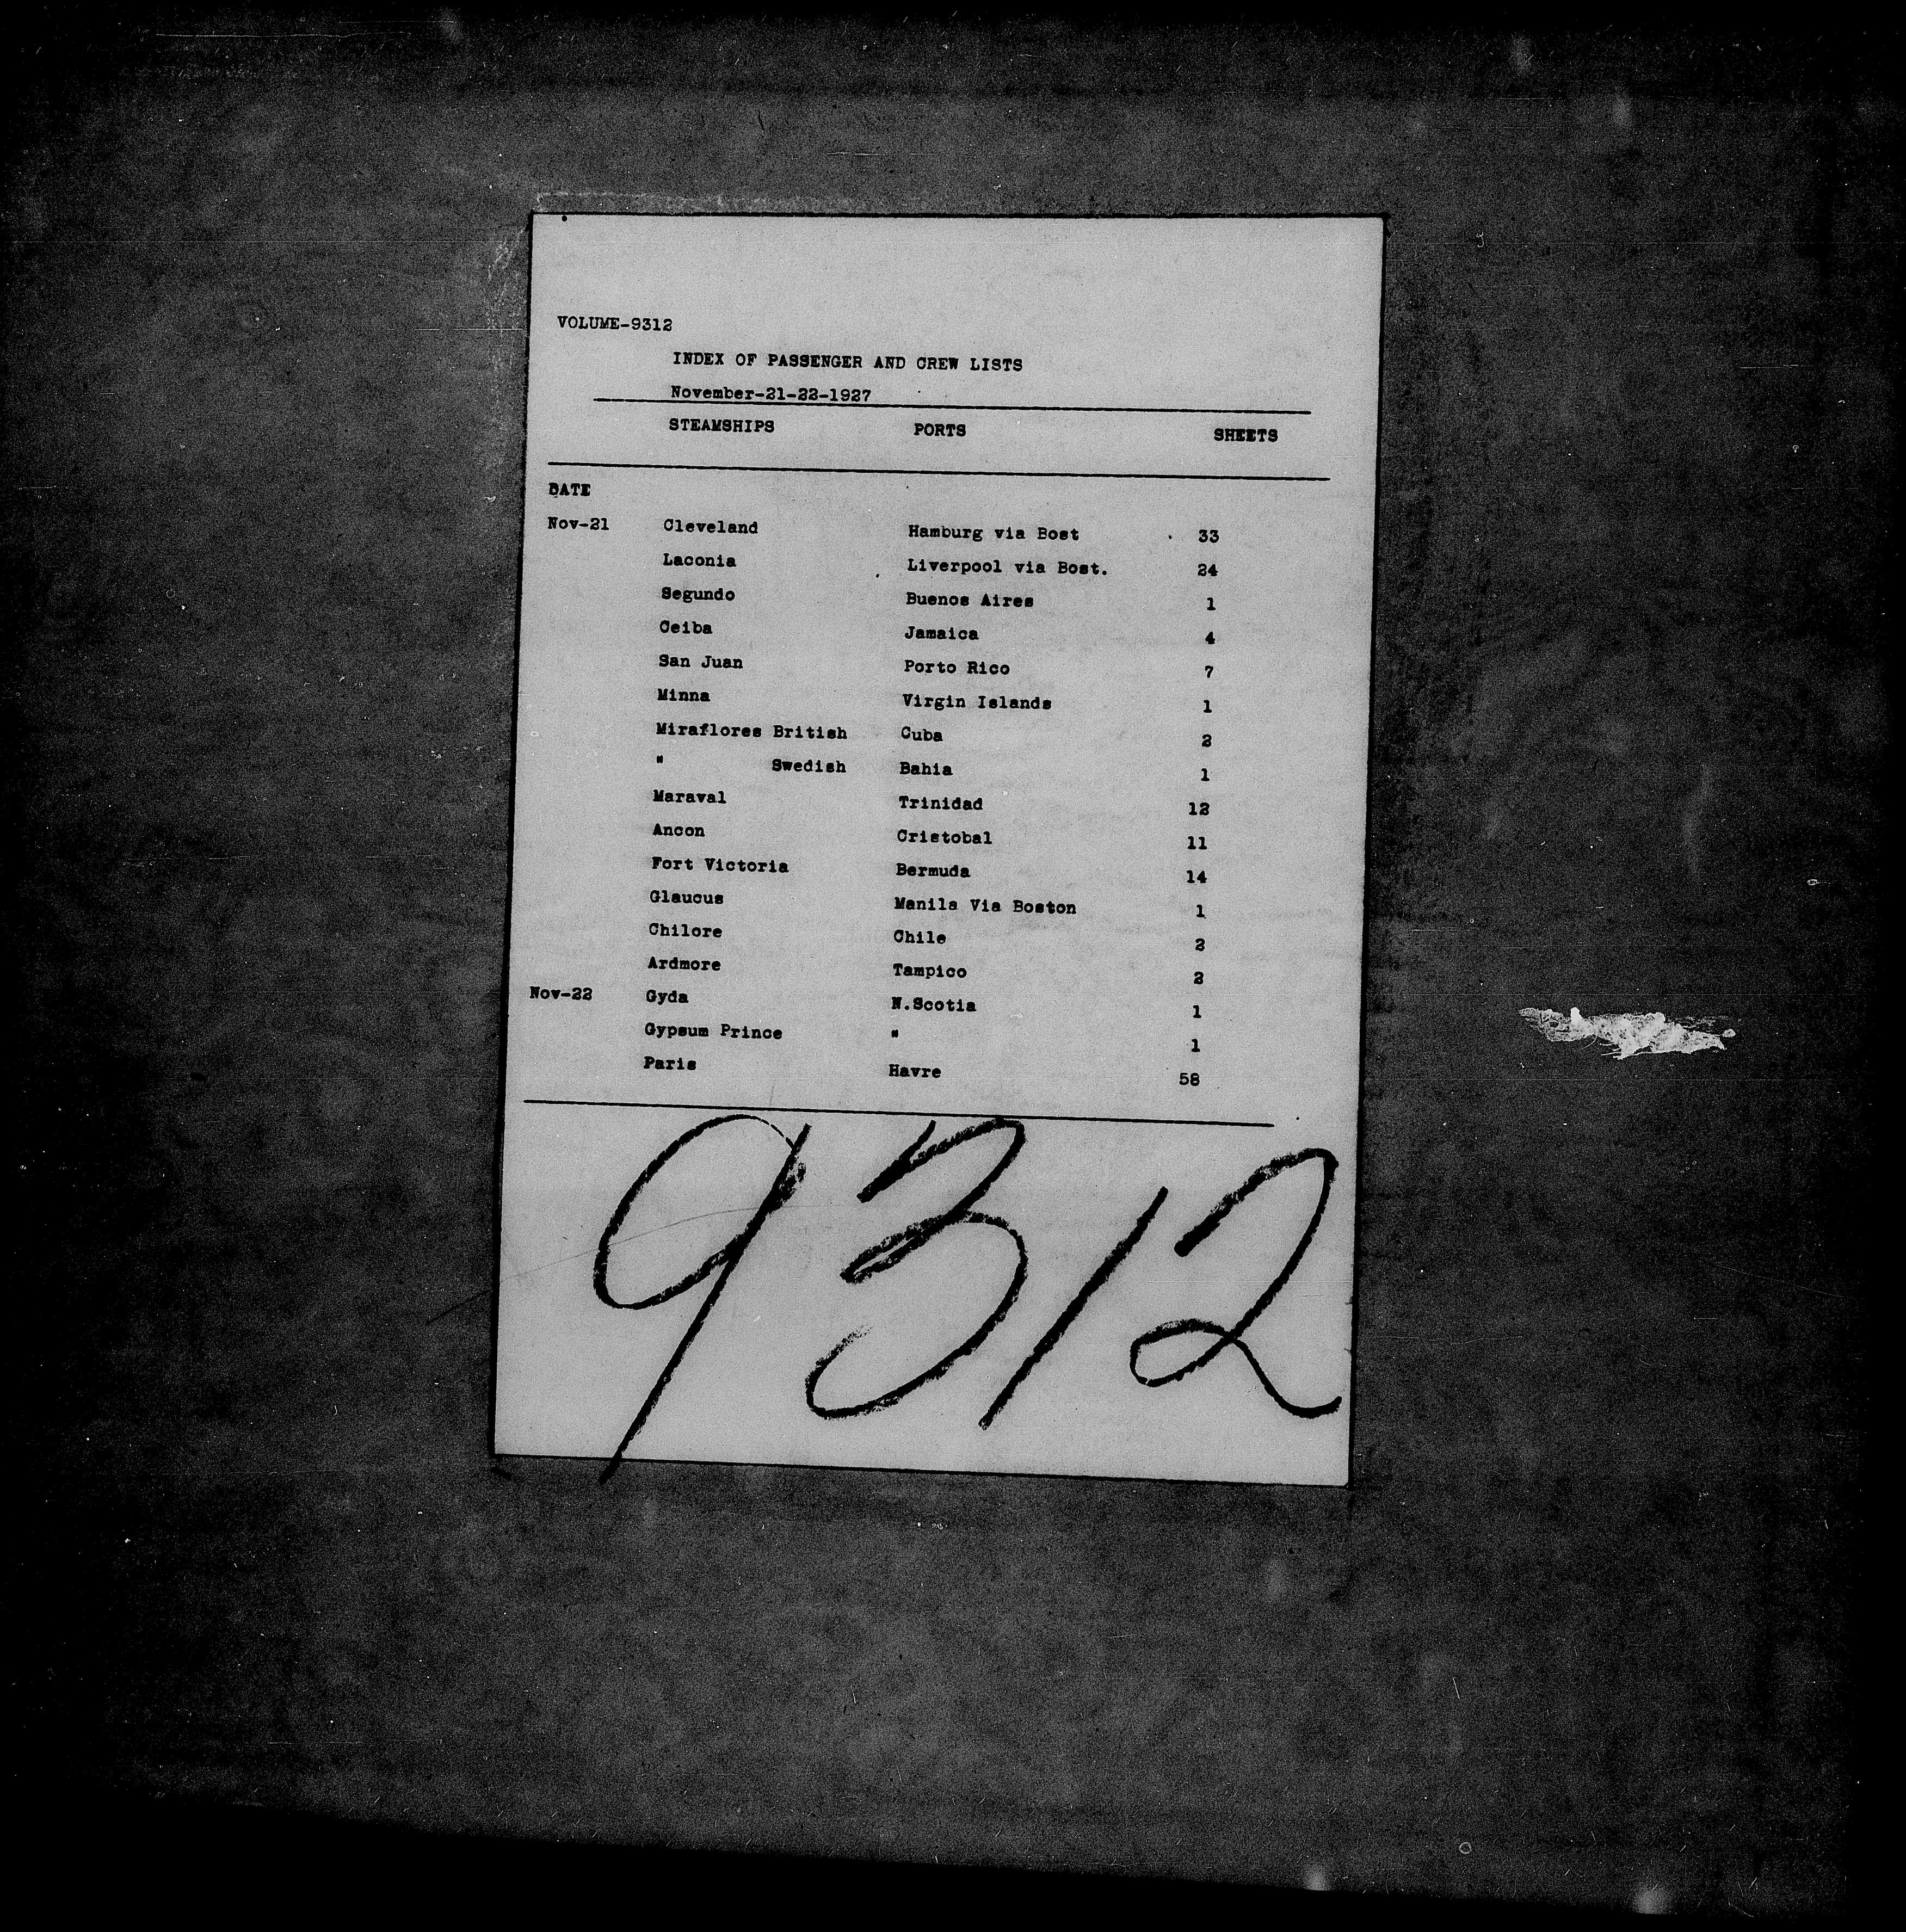 VOLUME-9312
INDEX OF PASSENGER AND CREW LISTS
November-21-22-1927
STEAMSHIPS PORTS SHEETS
DATE
Nov-21 Cleveland Hamburg via Bost 33
Laconia Liverpool via Bost. 24
Segundo Buenos Aires 1
Ceiba Jamaica 4
San Juan Porto Rico 7
Minna Virgin Islands 1
Miraflores British Cuba 2
" Swedish Bahia 1
Maraval Trinidad 12
Ancon Cristobal 11
Fort Victoria Bermuda 14
Glaucus Manila Via Boston 1
Chilore Chile 2
Ardmore Tampico 2
Nov-22 Gyda N.Scotia 1
Gypsum Prince " 1
Paris Havre 58
9312